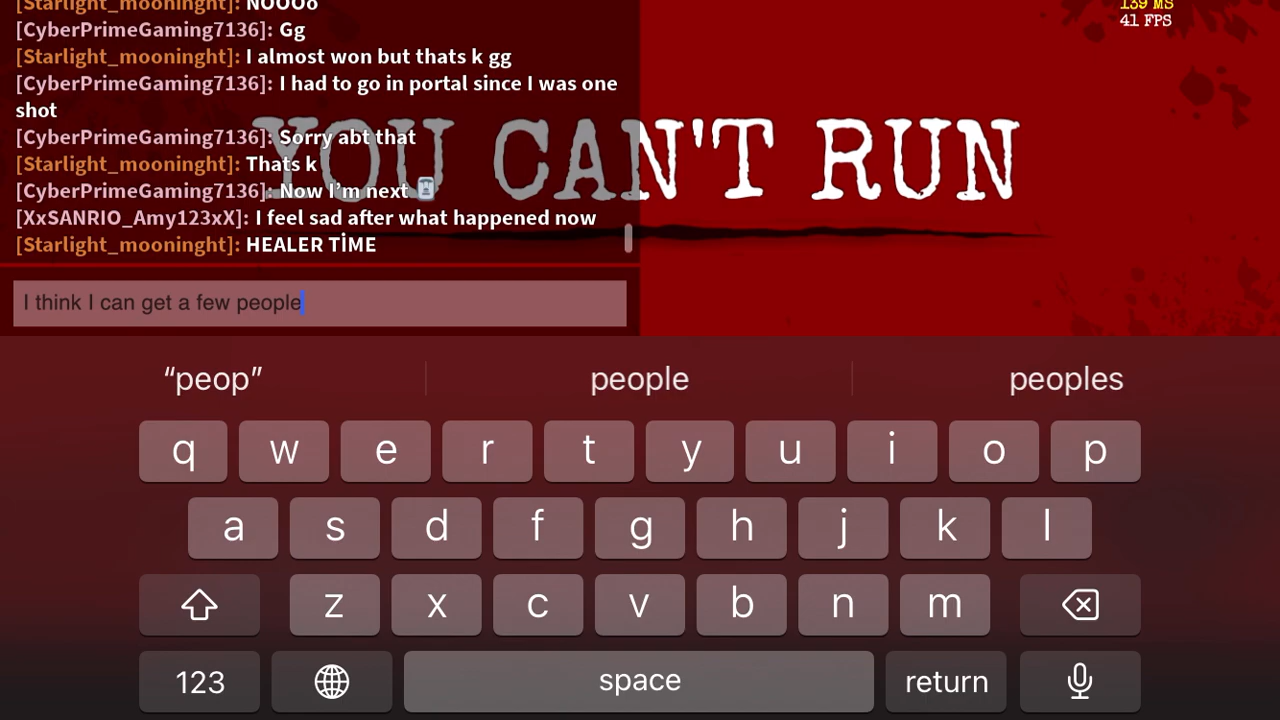 [Starlight_mooninght]: NOOOo
[CyberPrimeGaming7136]: Gg
[Starlight_mooninght]: I almost won but thats k gg
[CyberPrimeGaming7136]: I had to go in portal since I was one
shot
[CyberPrimeGaming7136]: Sorry abt that
[Starlight_mooninght]: Thats k
[CyberPrimeGaming7136]: Now I'm next
[XxSANRIO_Amy123xX]: I feel sad after what happened now
[Starlight_mooninght]: HEALER TİME
I think I can get a few people
139 MS
41 FPS
YOU CAN'T RUN
“peop” people peoples
q w e r t y u i o p
a s d f g h j k l
z x c v b n m
123 space return